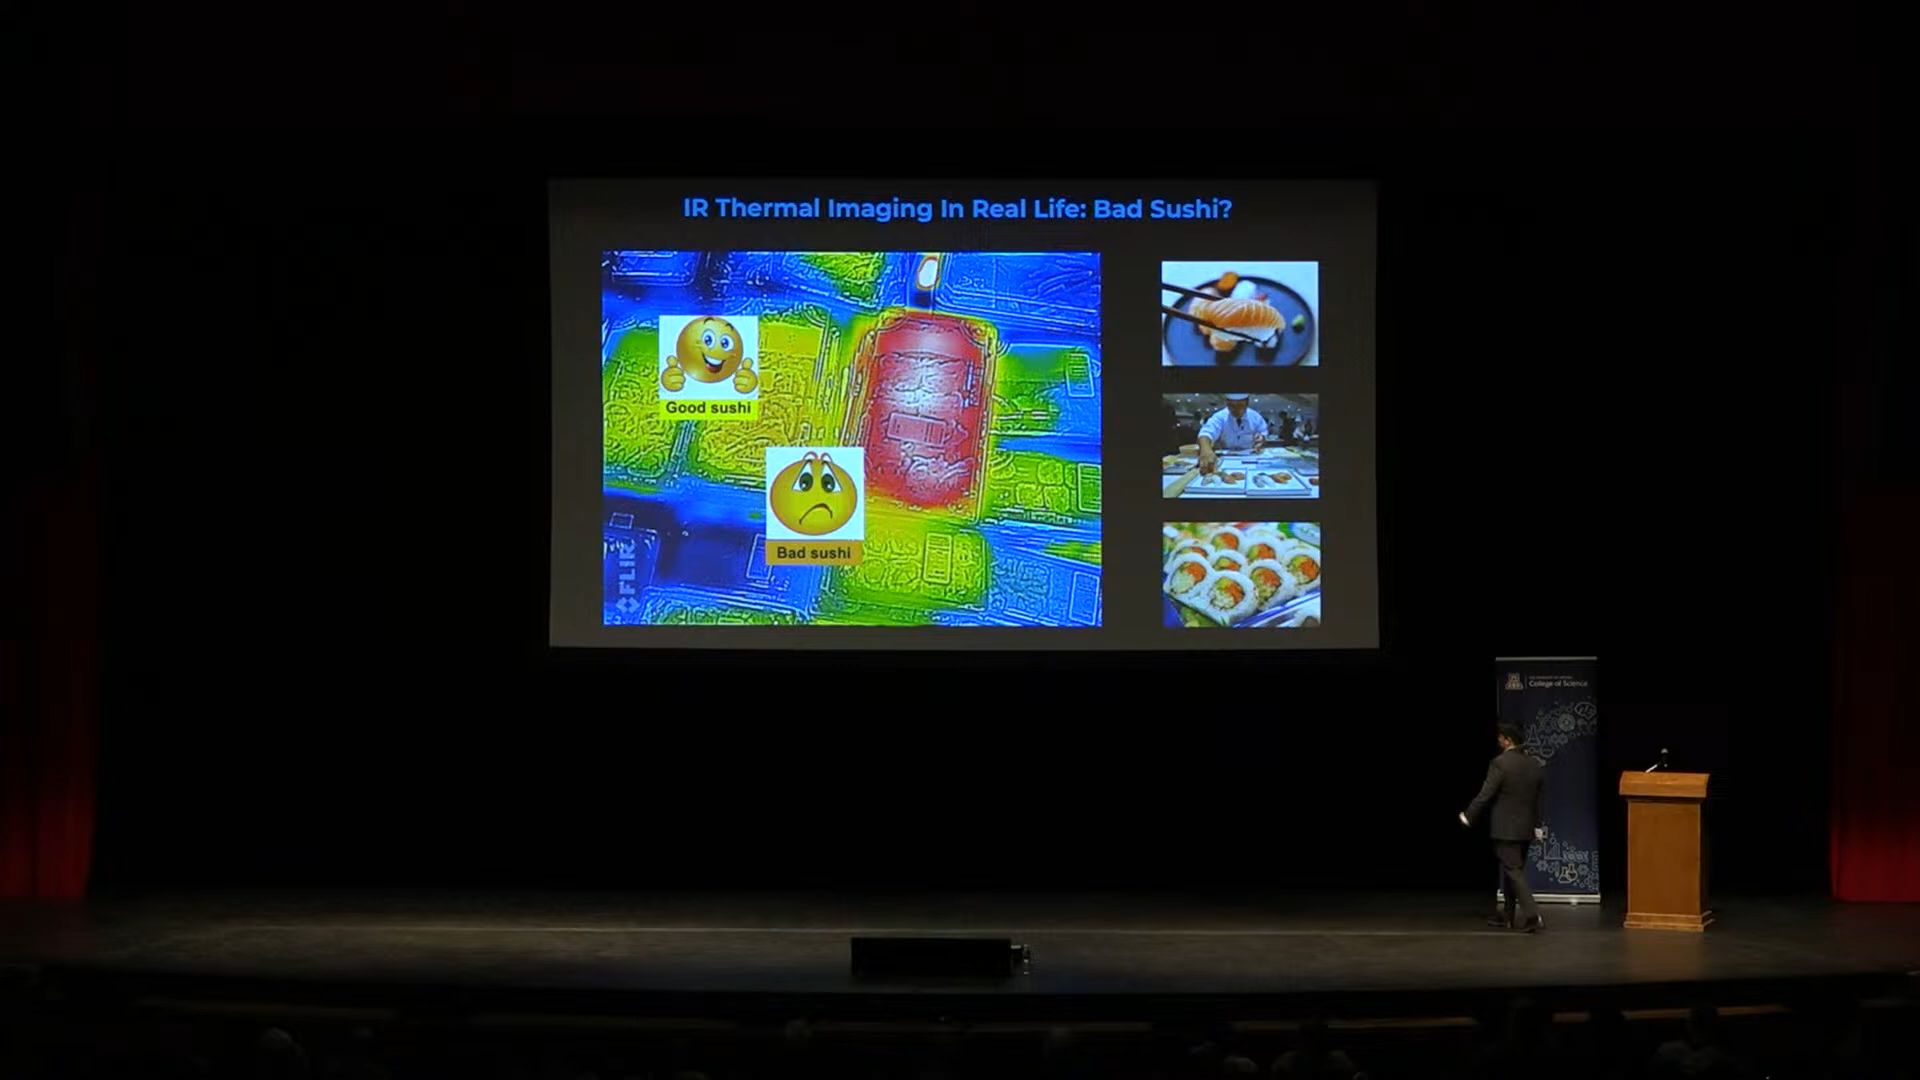 IR Thermal Imaging In Real Life: Bad Sushi?
Good sushi
Bad sushi
FLIR
College of Science